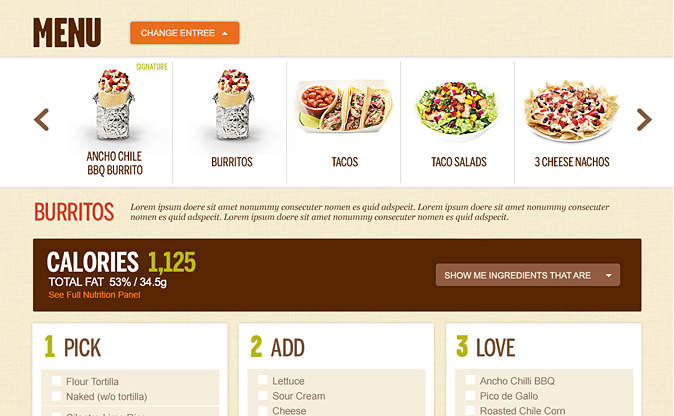 MENU
CHANGE ENTREE
SIGNATURE
ANCHO CHILE
BBQ BURRITO
BURRITOS
TACOS
TACO SALADS
3 CHEESE NACHOS
BURRITOS
Lorem ipsum doere sit amet nonummy consecuter nomen es quid adspecit. Lorem ipsum doere sit amet
nonummy consecuter nomen es quid adspecit. Lorem ipsum doere sit amet nonummy consecuter
nomen es quid adspecit.
CALORIES 1,125
TOTAL FAT 53% / 34.5g
See Full Nutrition Panel
SHOW ME INGREDIENTS THAT ARE
1 PICK
Flour Tortilla
Naked (w/o tortilla)
2 ADD
Lettuce
Sour Cream
Cheese
3 LOVE
Ancho Chilli BBQ
Pico de Gallo
Roasted Chile Corn